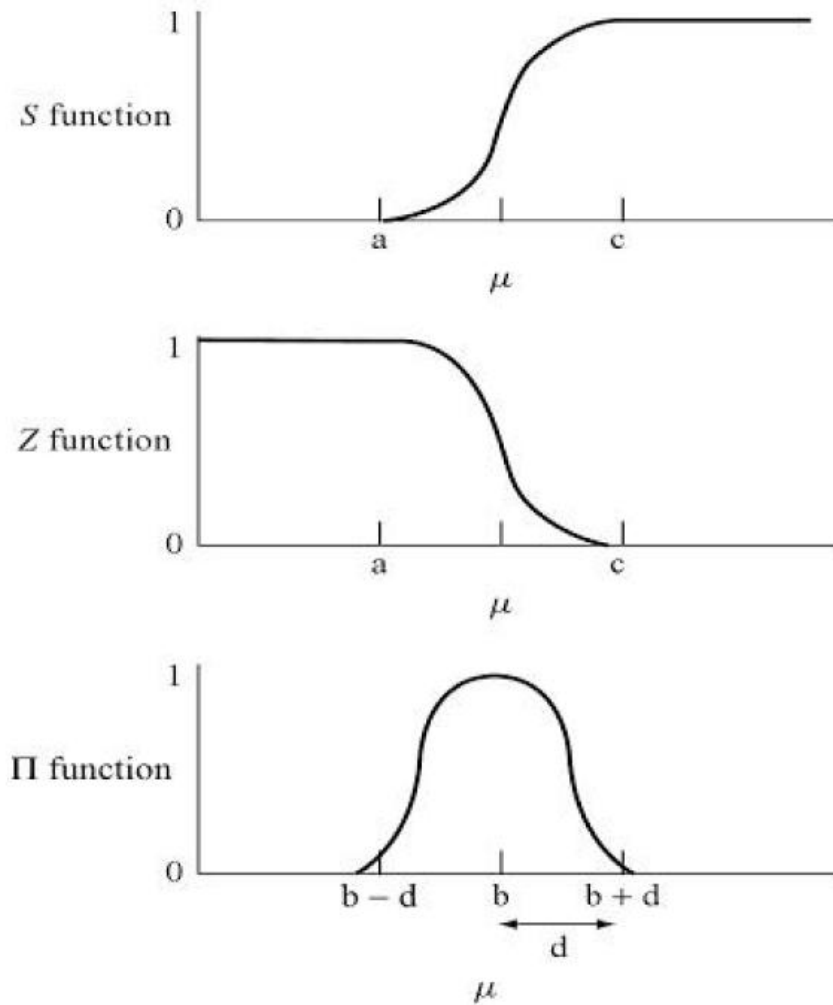 1
S function
0
a c
μ
1
Z function
0
a c
μ
1
Π function
0
b – d b b + d
d
μ